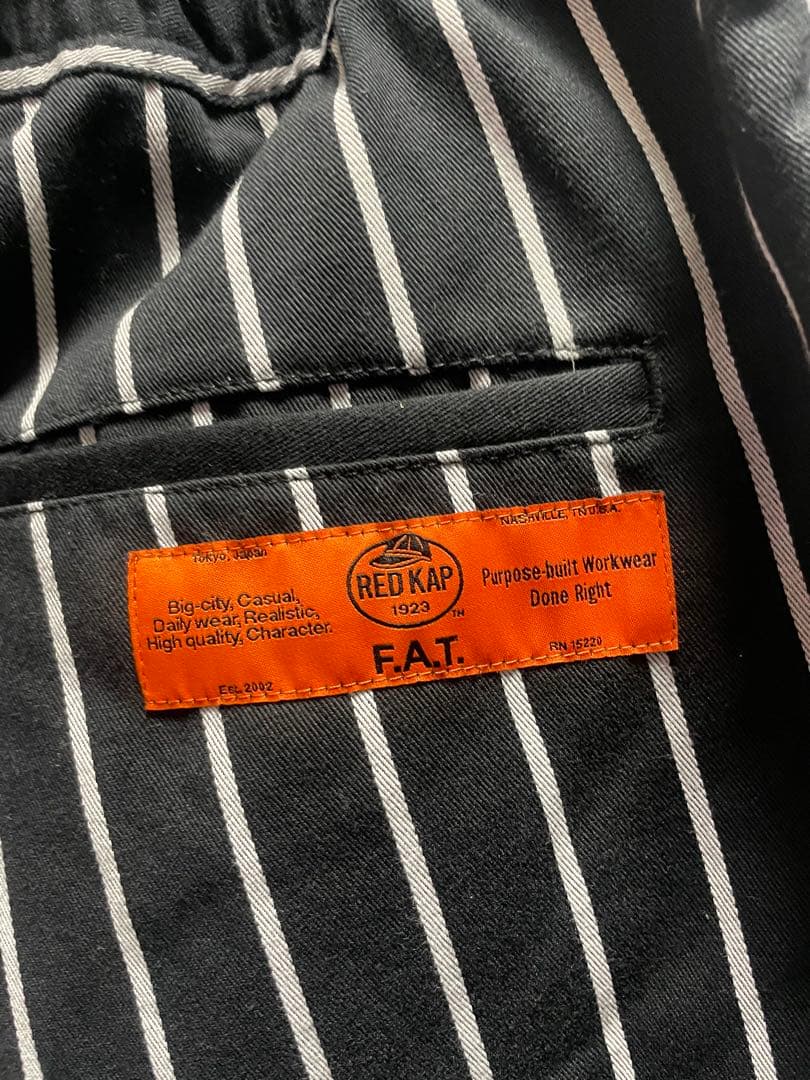 Tokyo, Japan
Big-city, Casual,
Daily wear, Realistic,
High quality, Character.
Est. 2002
RED KAP
1923
TM
F.A.T.
NASHVILLE, TN U.S.A.
Purpose-built Workwear
Done Right
RN 15220